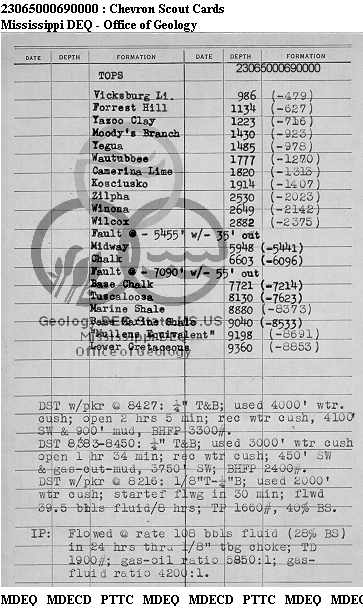 23065000690000 : Chevron Scout Cards
Mississippi DEQ - Office of Geology
DATE DEPTH FORMATION DATE DEPTH FORMATION
23065000690000
TOPS
Vicksburg Li. 986 (-479)
Forrest Hill 1134 (-627)
Yazoo Clay 1223 (-716)
Moody's Branch 1430 (-923)
Yegua 1485 (-978)
Wautubbee 1777 (-1270)
Camerina Lime 1820 (-1313)
Kosciusko 1914 (-1407)
Zilpha 2530 (-2023)
Winona 2649 (-2142)
Wilcox 2882 (-2375)
Fault @ - 5455' w/- 35' out
Midway 5948 (-5441)
Chalk 6603 (-6096)
Fault @ - 7090' w/- 55' out
Base Chalk 7721 (-7214)
Tuscaloosa 8130 (-7623)
Marine Shale 8880 (-8373)
Base Marine Shale 9040 (-8533)
"Mullens Equivalent" 9198 (-8691)
Lower Cretaceous 9360 (-8853)
Office of Geology
DST w/pkr @ 8427: ¼" T&B; used 4000' wtr.
cush; open 2 hrs 5 min; rec wtr cush, 4100'
SW & 900' mud, BHFP 3300#.
DST 8383-8450: ¼" T&B; used 3000' wtr cush
open 1 hr 34 min; rec wtr cush; 450' SW
& gas-cut-mud, 3750' SW; BHFP 2400#.
DST w/pkr @ 8216: 1/8"T-¼"B; used 2000'
wtr cush; startef flwg in 30 min; flwd
39.5 bbls fluid/8 hrs; TP 1660#, 40% BS.
IP: Flowed @ rate 108 bbls fluid (28% BS)
in 24 hrs thru 1/8" tbg choke; TD
1900#; gas-oil ratio 5850:1; gas-
fluid ratio 4200:1.
MDEQ MDECD PTTC MDEQ MDECD PTTC MDEQ MDEC